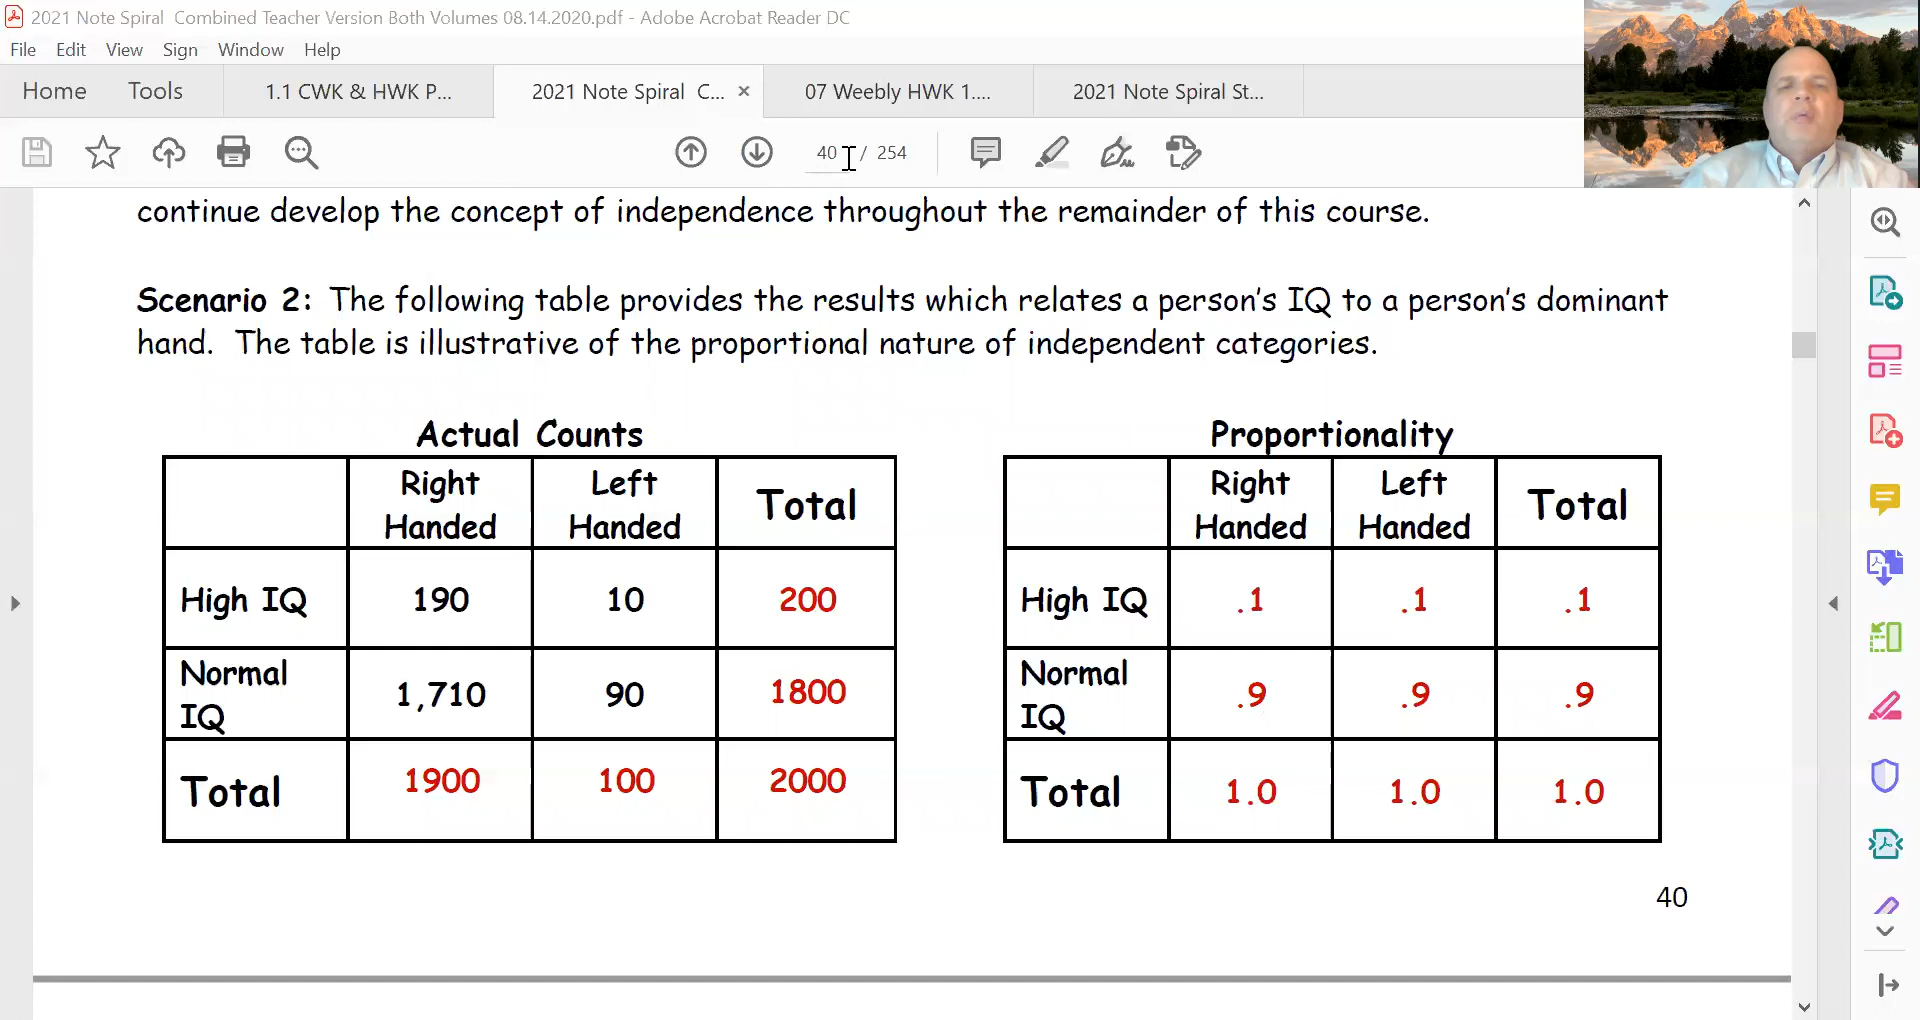 2021 Note Spiral  Combined Teacher Version Both Volumes 08.14.2020.pdf - Adobe Acrobat Reader DC
File Edit View Sign Window Help
Home Tools 1.1 CWK & HWK P... 2021 Note Spiral C... × 07 Weebly HWK 1.... 2021 Note Spiral St...
40 / 254
continue develop the concept of independence throughout the remainder of this course.
Scenario 2: The following table provides the results which relates a person's IQ to a person's dominant
hand. The table is illustrative of the proportional nature of independent categories.
Actual Counts
Right Handed Left Handed Total
High IQ 190 10 200
Normal IQ 1,710 90 1800
Total 1900 100 2000
Proportionality
Right Handed Left Handed Total
High IQ .1 .1 .1
Normal IQ .9 .9 .9
Total 1.0 1.0 1.0
40